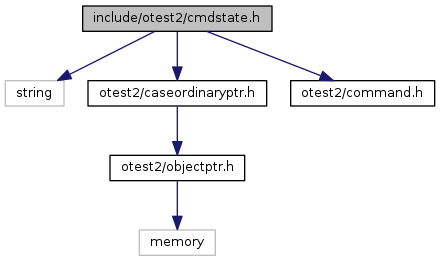 include/otest2/cmdstate.h
string
otest2/caseordinaryptr.h
otest2/command.h
otest2/objectptr.h
memory